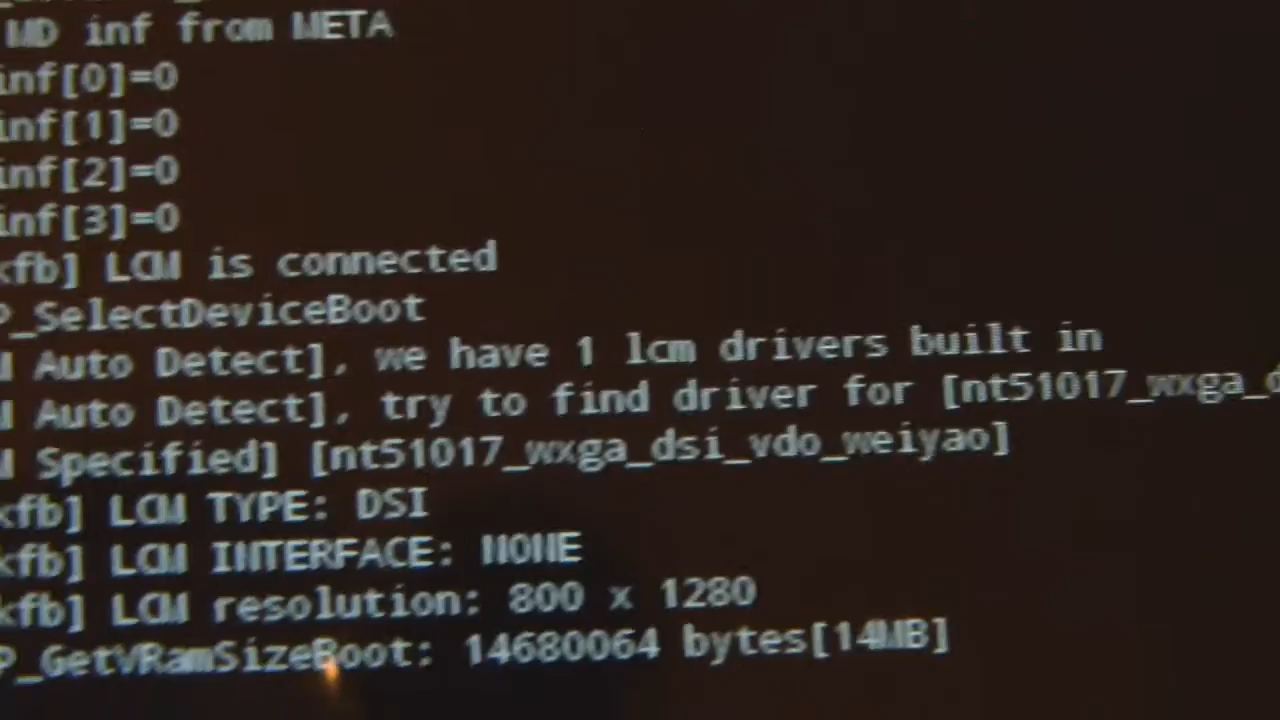 MD inf from META
inf[0]=0
inf[1]=0
inf[2]=0
inf[3]=0
kfb] LCM is connected
P_SelectDeviceBoot
M Auto Detect], we have 1 lcm drivers built in
M Auto Detect], try to find driver for [nt51017_wxga_d
M Specified] [nt51017_wxga_dsi_vdo_weiyao]
kfb] LCM TYPE: DSI
kfb] LCM INTERFACE: NONE
kfb] LCM resolution: 800 x 1280
P_GetVRamSizeBoot: 14680064 bytes[14MB]